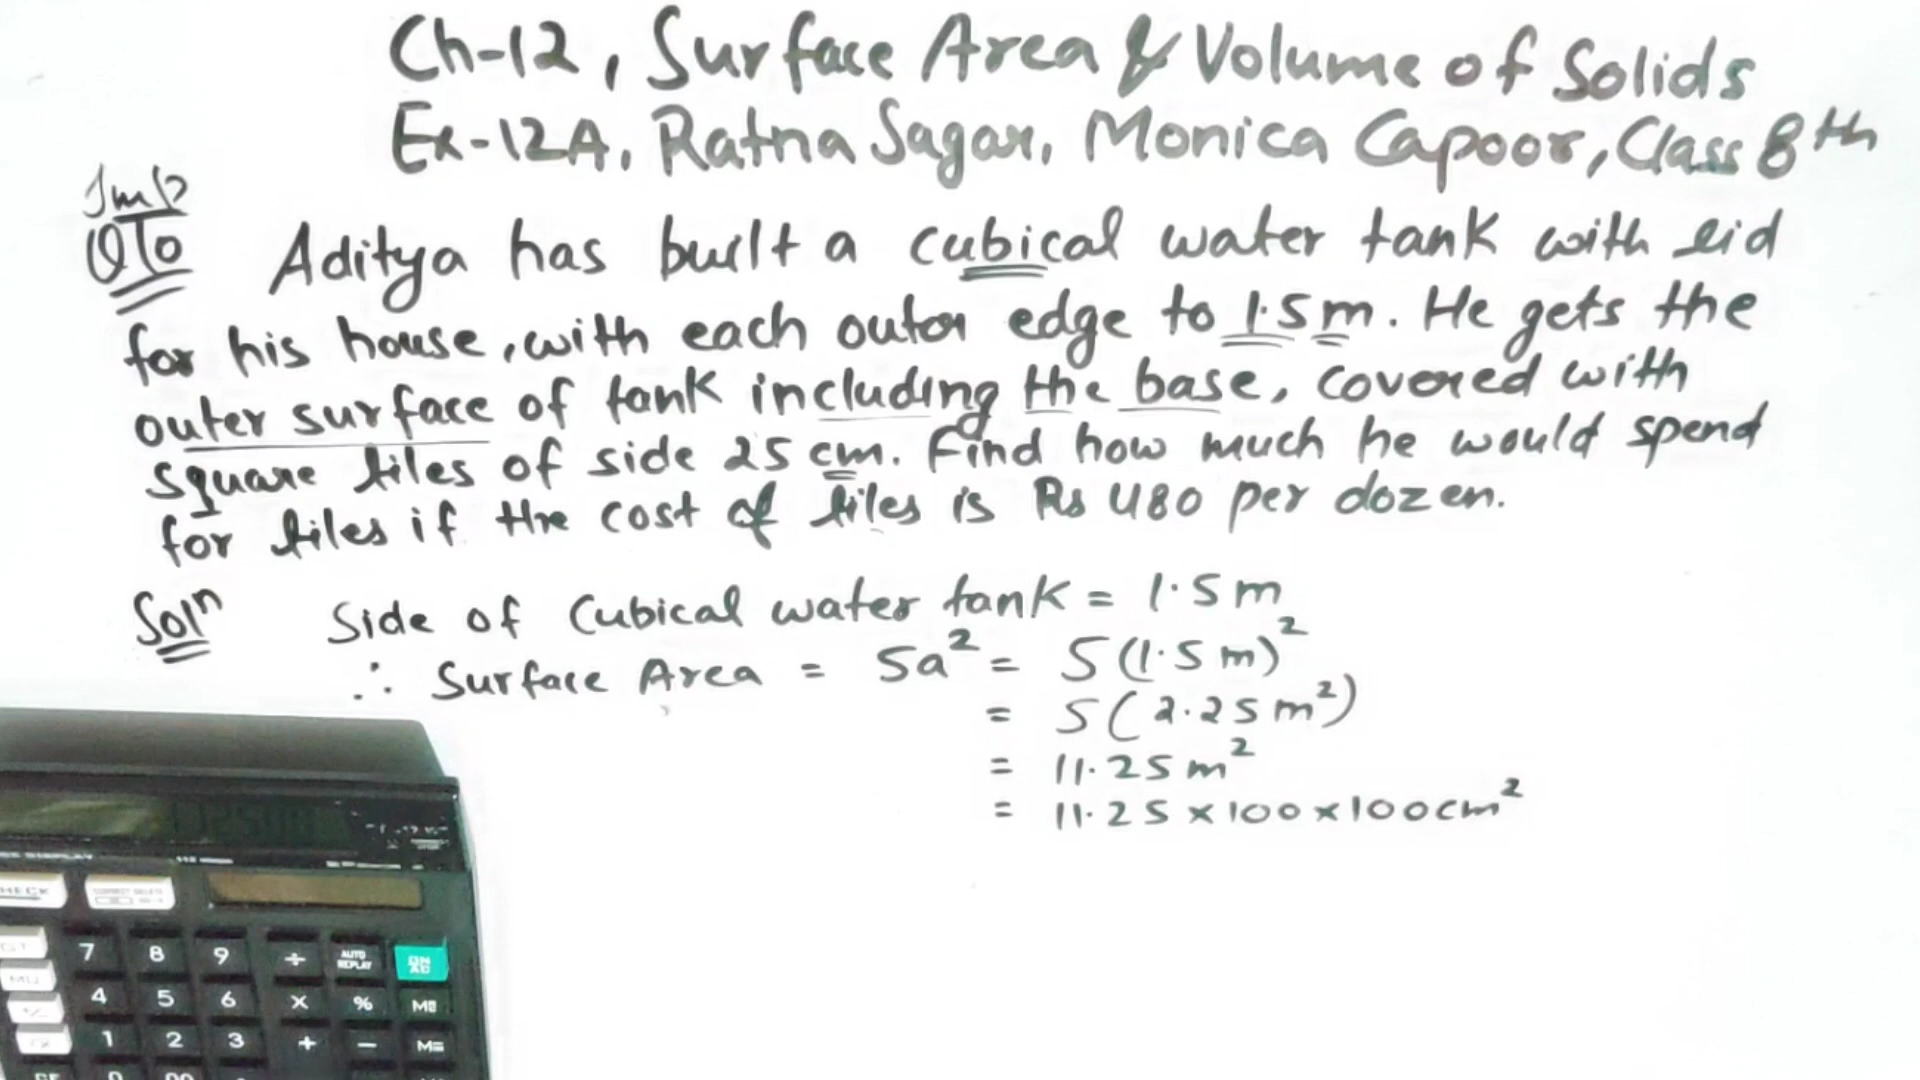 Ch-12, Surface Area & Volume of Solids
Ex-12A, Ratna Sagar, Monica Capoor, Class 8th
Imp
Q10 Aditya has built a cubical water tank with lid
for his house, with each outer edge to 1.5m. He gets the
outer surface of tank including the base, covered with
square tiles of side 25 cm. Find how much he would spend
for tiles if the cost of tiles is Rs 480 per dozen.
Soln Side of Cubical water tank = 1.5m
∴ Surface Area = 5a² = 5(1.5m)²
= 5(2.25m²)
= 11.25m²
= 11.25 × 100 × 100cm²
7 8 9 ÷ AUTO REPLAY ON AC
4 5 6 × %
1 2 3 + −